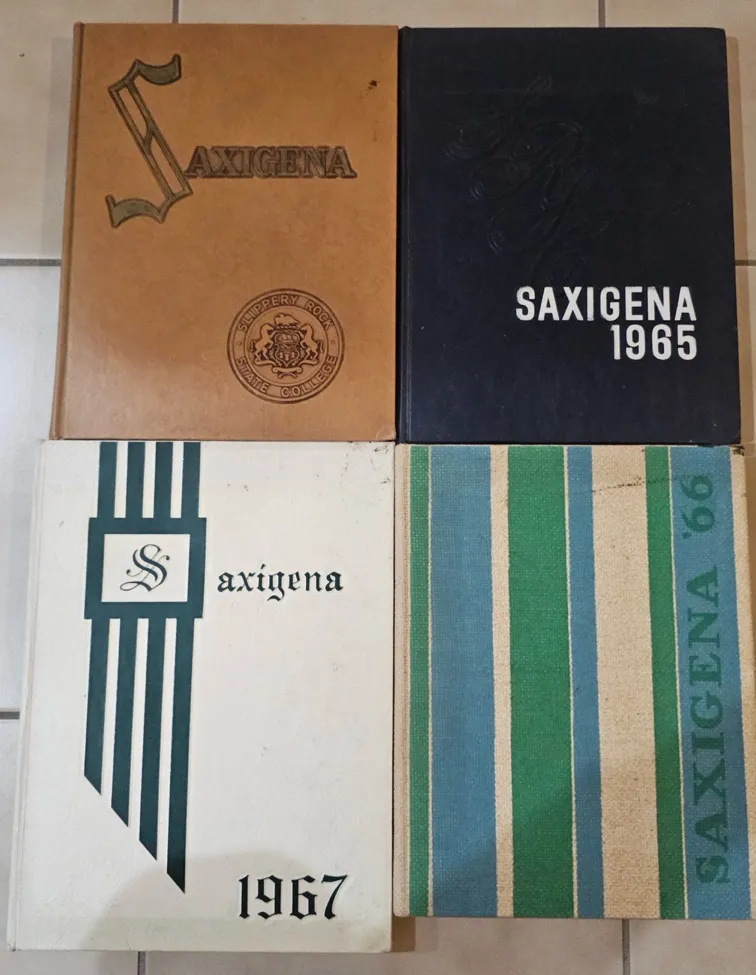 SAXIGENA
SLIPPERY ROCK
STATE COLLEGE
SAXIGENA
1965
Saxigena
1967
SAXIGENA '66